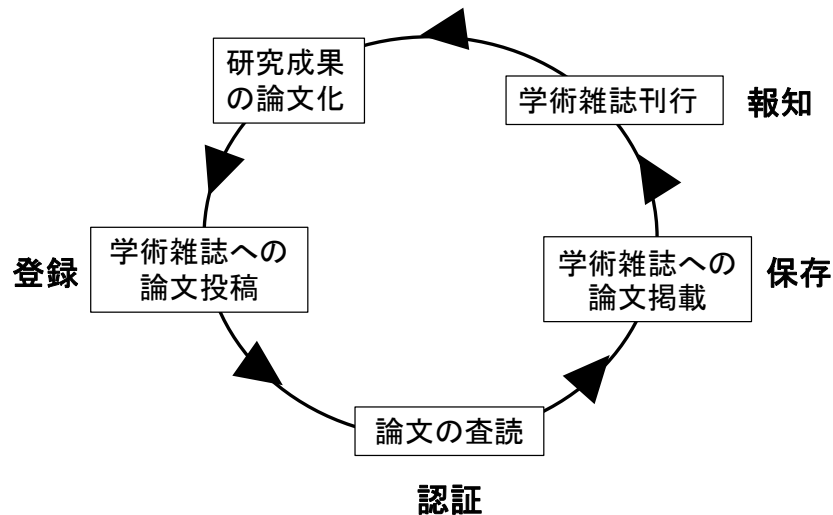 研究成果
の論文化
学術雑誌刊行
報知
登録
学術雑誌への
論文投稿
学術雑誌への
論文掲載
保存
論文の査読
認証